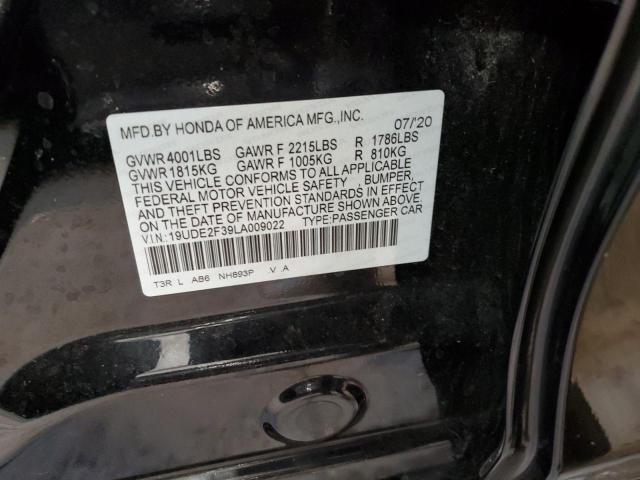 MFD.BY HONDA OF AMERICA MFG.,INC. 07/'20
GVWR 4001LBS GAWR F 2215LBS R 1786LBS
GVWR 1815KG GAWR F 1005KG R 810KG
THIS VEHICLE CONFORMS TO ALL APPLICABLE
FEDERAL MOTOR VEHICLE SAFETY BUMPER,
AND THEFT PREVENTION STANDARDS IN EFFECT
ON THE DATE OF MANUFACTURE SHOWN ABOVE.
V.I.N: 19UDE2F39LA009022 TYPE:PASSENGER CAR
T3R L AB6 NH893P .V .A